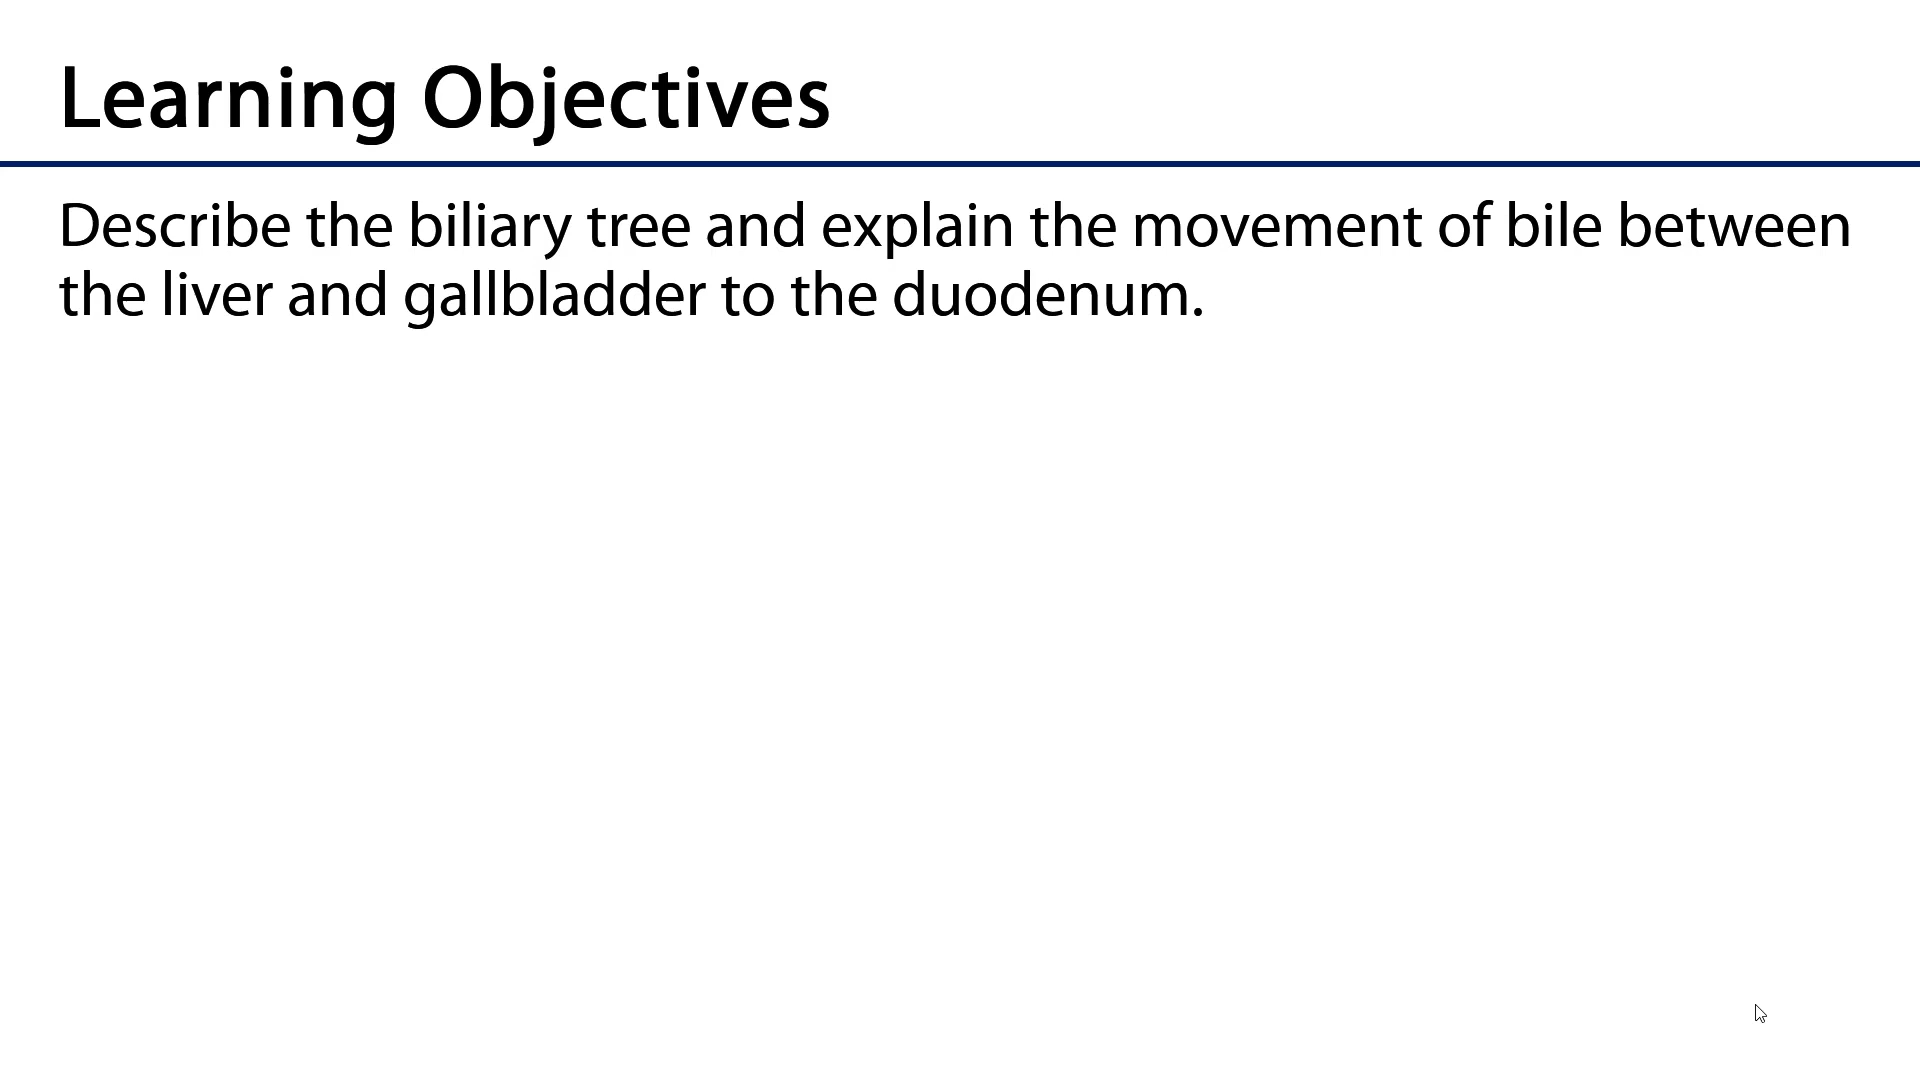 Learning Objectives
Describe the biliary tree and explain the movement of bile between
the liver and gallbladder to the duodenum.